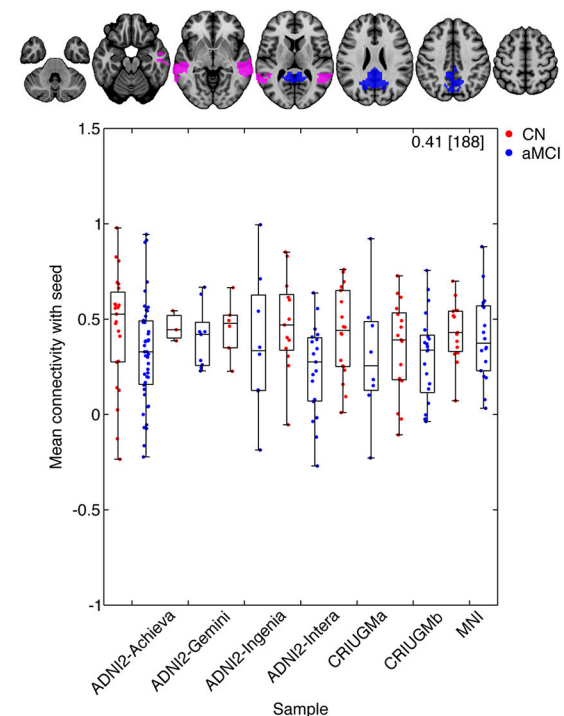 1.5
0.41 [188]
CN
aMCI
1
0.5
0
-0.5
-1
Mean connectivity with seed
ADNI2-Achieva
ADNI2-Gemini
ADNI2-Ingenia
ADNI2-Intera
CRIUGMa
CRIUGMb
MNI
Sample